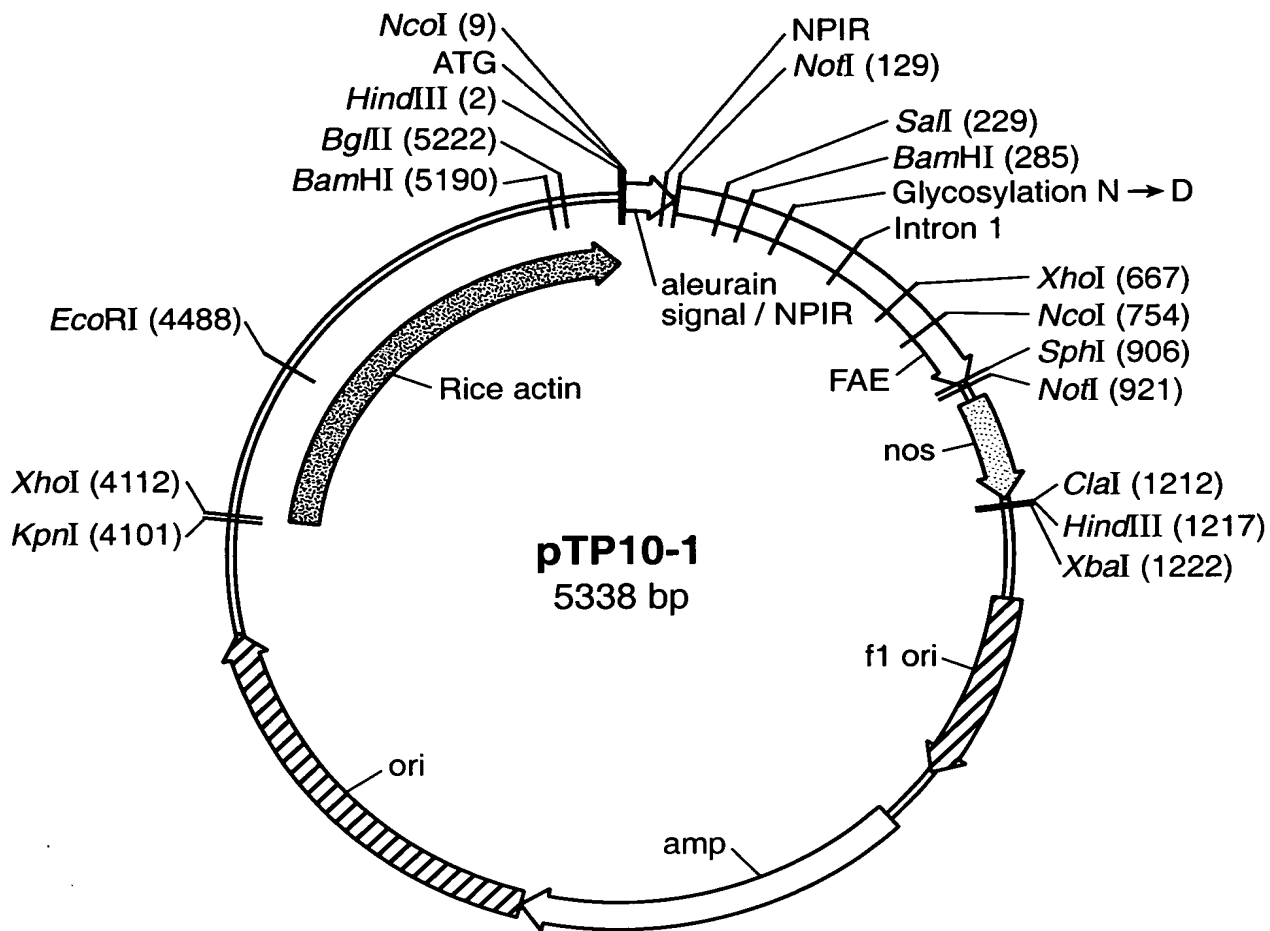 NcoI (9)
ATG
HindIII (2)
BglII (5222)
BamHI (5190)
EcoRI (4488)
XhoI (4112)
KpnI (4101)
NPIR
NotI (129)
SalI (229)
BamHI (285)
Glycosylation N → D
Intron 1
XhoI (667)
NcoI (754)
SphI (906)
NotI (921)
ClaI (1212)
HindIII (1217)
XbaI (1222)
aleurain
signal / NPIR
Rice actin
FAE
nos
pTP10-1
5338 bp
f1 ori
ori
amp